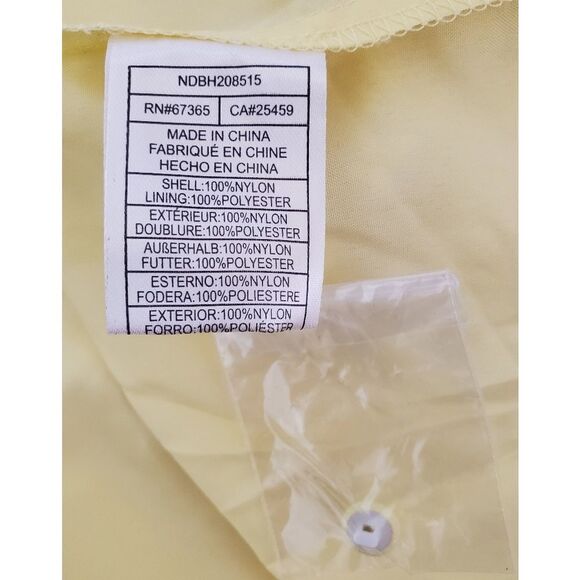 NDBH208515
RN#67365 CA#25459
MADE IN CHINA
FABRIQUÉ EN CHINE
HECHO EN CHINA
SHELL:100%NYLON
LINING:100%POLYESTER
EXTÉRIEUR:100%NYLON
DOUBLURE:100%POLYESTER
AUßERHALB:100%NYLON
FUTTER:100%POLYESTER
ESTERNO:100%NYLON
FODERA:100%POLIESTERE
EXTERIOR:100%NYLON
FORRO:100%POLIÉSTER